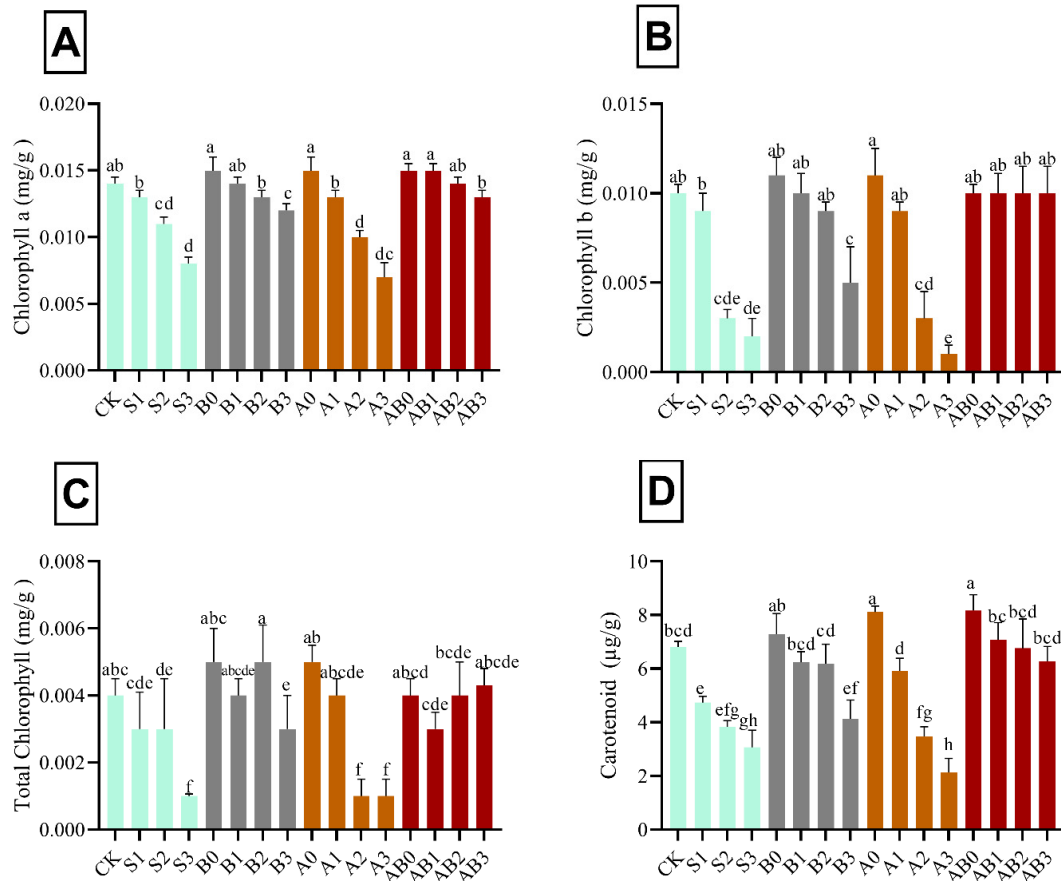 A
Chlorophyll a (mg/g)
0.020
0.015
0.010
0.005
0.000
ab b cd d a ab b c a b d dc a a ab b
CK S1 S2 S3 B0 B1 B2 B3 A0 A1 A2 A3 AB0 AB1 AB2 AB3
B
Chlorophyll b (mg/g)
0.015
0.010
0.005
0.000
ab b cde de ab ab ab c a ab cd e ab ab ab ab
CK S1 S2 S3 B0 B1 B2 B3 A0 A1 A2 A3 AB0 AB1 AB2 AB3
C
Total Chlorophyll (mg/g )
0.008
0.006
0.004
0.002
0.000
abc cde de f abc abcde a e ab abcde f f abcd cde bcde abcde
CK S1 S2 S3 B0 B1 B2 B3 A0 A1 A2 A3 AB0 AB1 AB2 AB3
D
Carotenoid (µg/g)
10
8
6
4
2
0
bcd e efg gh ab bcd cd ef a d fg h a bc bcd bcd
CK S1 S2 S3 B0 B1 B2 B3 A0 A1 A2 A3 AB0 AB1 AB2 AB3